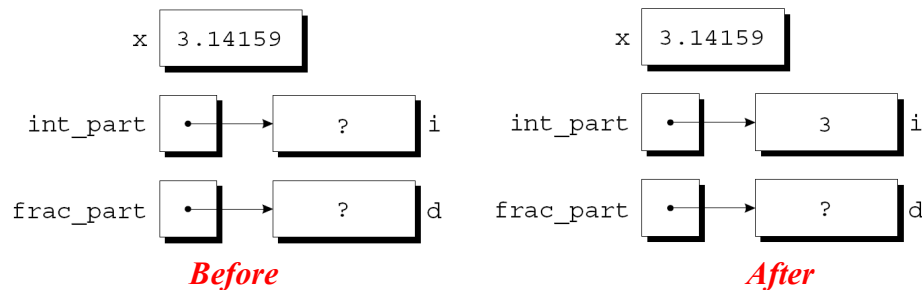 x 3.14159 x 3.14159
int_part ? i int_part 3 i
frac_part ? d frac_part ? d
Before After